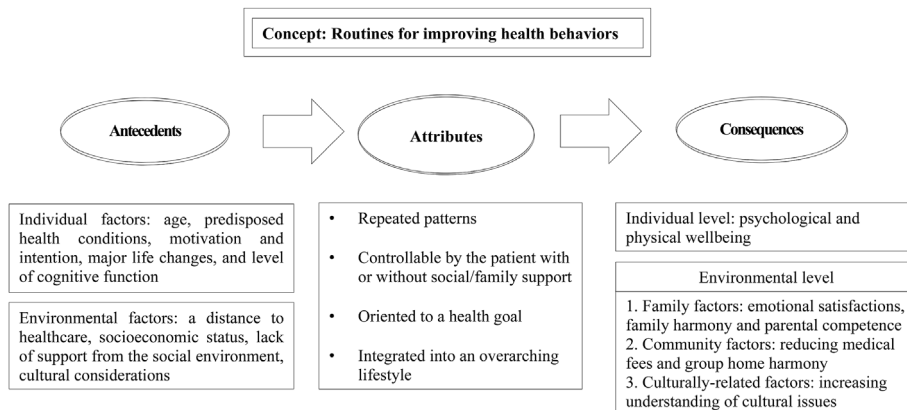 Concept: Routines for improving health behaviors
Antecedents
Attributes
Consequences
Individual factors: age, predisposed
health conditions, motivation and
intention, major life changes, and level
of cognitive function
Environmental factors: a distance to
healthcare, socioeconomic status, lack
of support from the social environment,
cultural considerations
• Repeated patterns
• Controllable by the patient with
or without social/family support
• Oriented to a health goal
• Integrated into an overarching
lifestyle
Individual level: psychological and
physical wellbeing
Environmental level
1. Family factors: emotional satisfactions,
family harmony and parental competence
2. Community factors: reducing medical
fees and group home harmony
3. Culturally-related factors: increasing
understanding of cultural issues